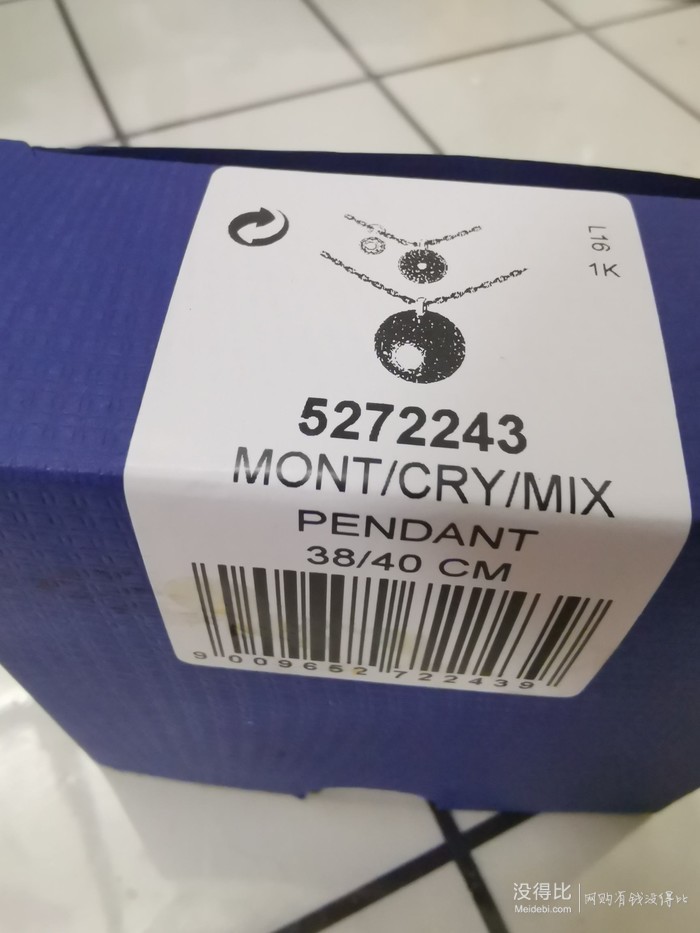 L16
1K
5272243
MONT/CRY/MIX
PENDANT
38/40 CM
9 009652 722439
没得比
Meidebi.com
网购有钱没得比